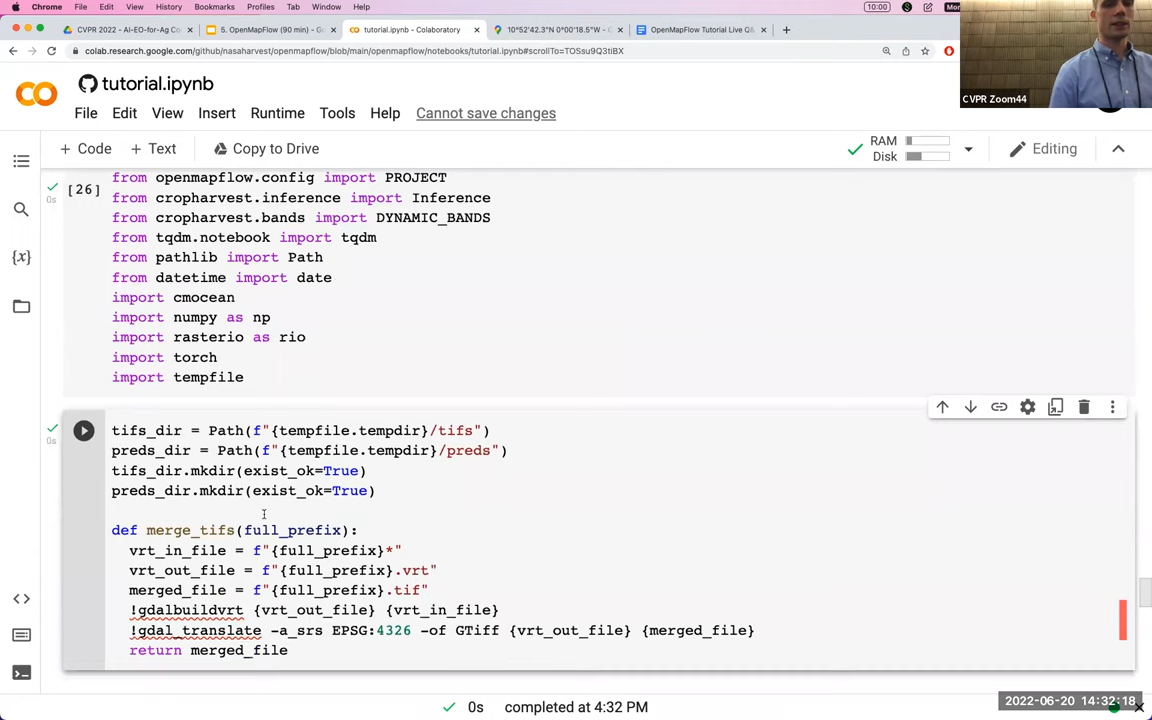 Chrome File Edit View History Bookmarks Profiles Tab Window Help 10:00
CVPR 2022 - AI-EO-for-Ag Co
5. OpenMapFlow (90 min) - Go
tutorial.ipynb - Colaboratory
10°52'42.3"N 0°00'18.5"W - G
OpenMapFlow Tutorial Live Q&
colab.research.google.com/github/nasaharvest/openmapflow/blob/main/openmapflow/notebooks/tutorial.ipynb#scrollTo=TOSsu9Q3tiBX
CVPR Zoom44
CO
tutorial.ipynb
File Edit View Insert Runtime Tools Help Cannot save changes
+ Code + Text Copy to Drive
RAM
Disk
Editing
[26]
0s
from openmapflow.config import PROJECT
from cropharvest.inference import Inference
from cropharvest.bands import DYNAMIC_BANDS
from tqdm.notebook import tqdm
from pathlib import Path
from datetime import date
import cmocean
import numpy as np
import rasterio as rio
import torch
import tempfile
0s
tifs_dir = Path(f"{tempfile.tempdir}/tifs")
preds_dir = Path(f"{tempfile.tempdir}/preds")
tifs_dir.mkdir(exist_ok=True)
preds_dir.mkdir(exist_ok=True)
def merge_tifs(full_prefix):
vrt_in_file = f"{full_prefix}*"
vrt_out_file = f"{full_prefix}.vrt"
merged_file = f"{full_prefix}.tif"
!gdalbuildvrt {vrt_out_file} {vrt_in_file}
!gdal_translate -a_srs EPSG:4326 -of GTiff {vrt_out_file} {merged_file}
return merged_file
0s completed at 4:32 PM
2022-06-20 14:32:18